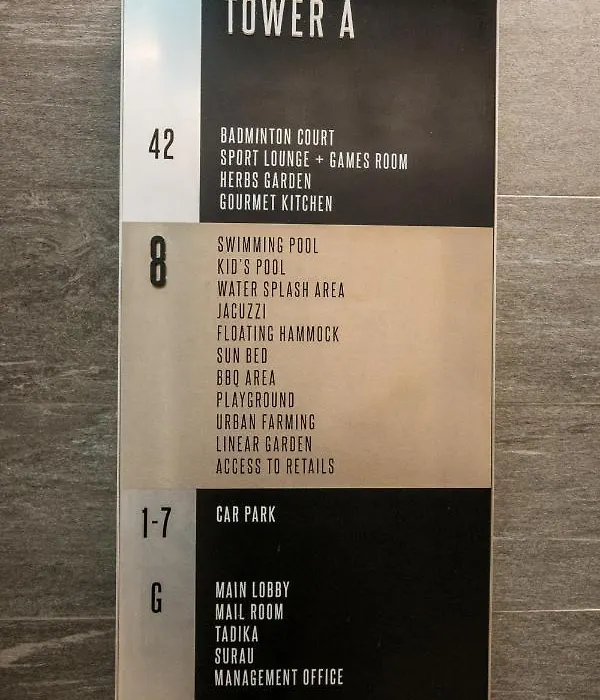 TOWER A
42
BADMINTON COURT
SPORT LOUNGE + GAMES ROOM
HERBS GARDEN
GOURMET KITCHEN
8
SWIMMING POOL
KID'S POOL
WATER SPLASH AREA
JACUZZI
FLOATING HAMMOCK
SUN BED
BBQ AREA
PLAYGROUND
URBAN FARMING
LINEAR GARDEN
ACCESS TO RETAILS
1-7
CAR PARK
G
MAIN LOBBY
MAIL ROOM
TADIKA
SURAU
MANAGEMENT OFFICE